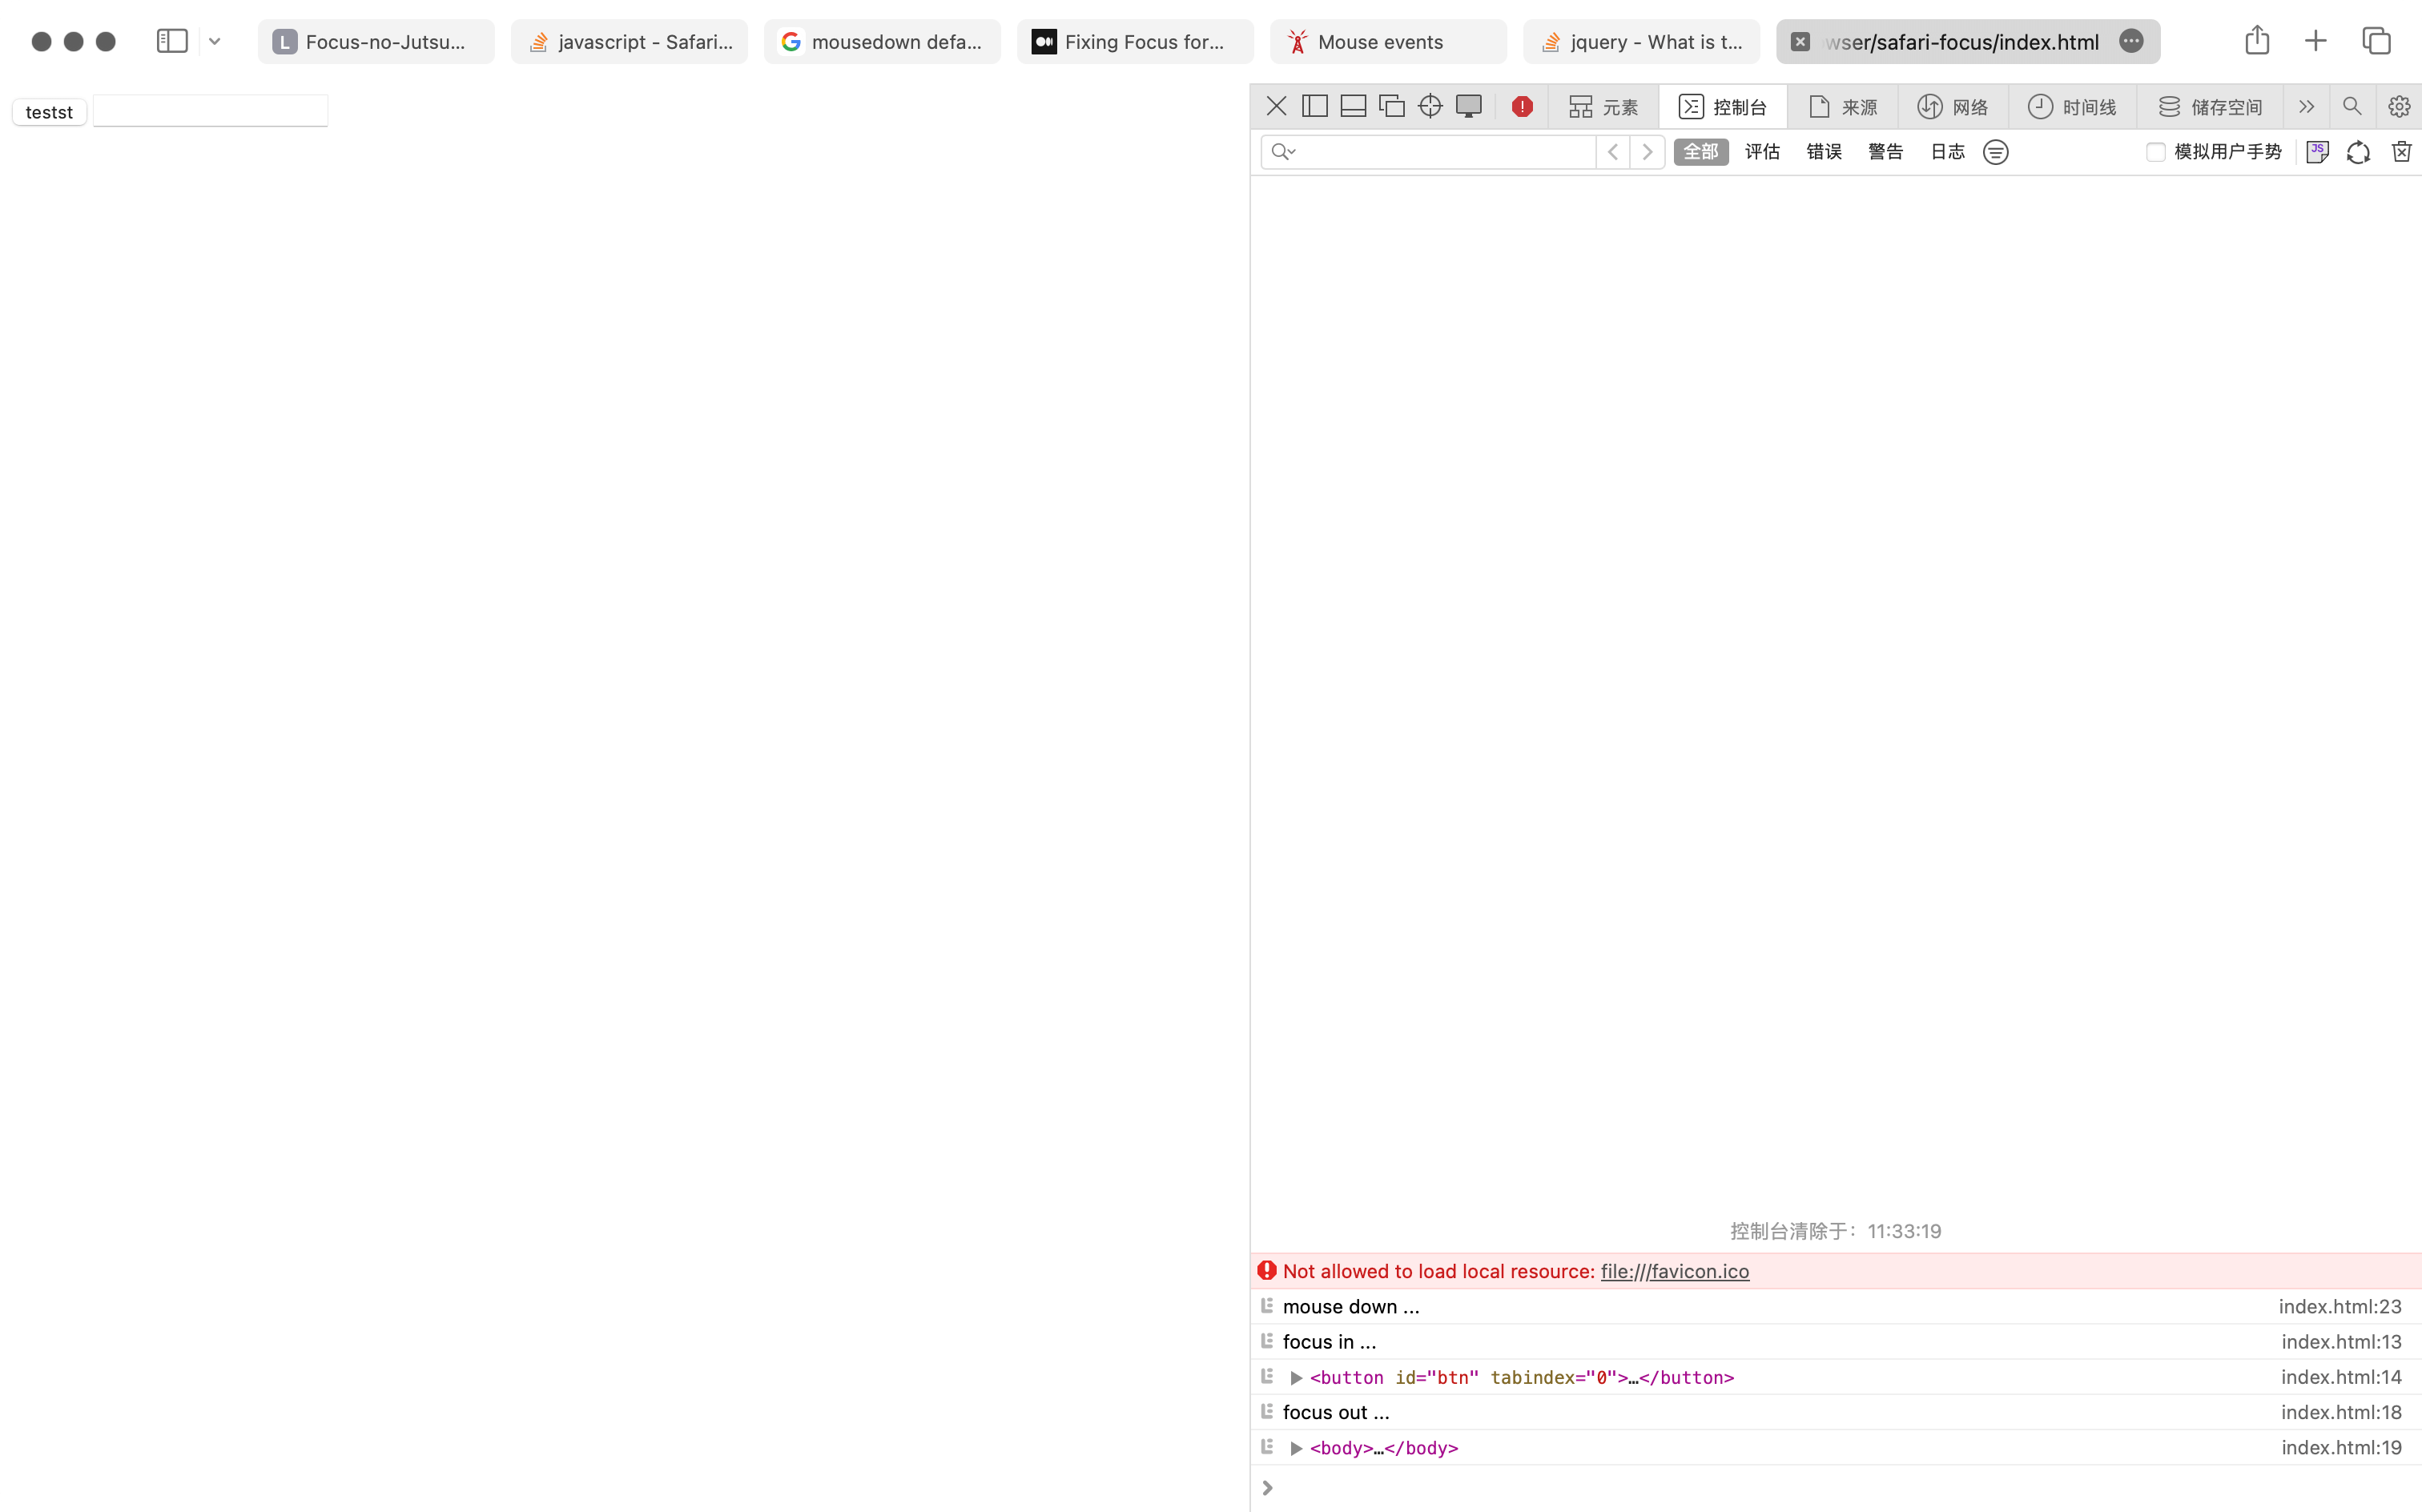 L Focus-no-Jutsu...
javascript - Safari...
mousedown defa...
Fixing Focus for...
Mouse events
jquery - What is t...
wser/safari-focus/index.html
testst
元素
控制台
来源
网络
时间线
储存空间
全部
评估
错误
警告
日志
模拟用户手势
JS
控制台清除于：11:33:19
Not allowed to load local resource: file:///favicon.ico
mouse down ... index.html:23
focus in ... index.html:13
<button id="btn" tabindex="0">…</button> index.html:14
focus out ... index.html:18
<body>…</body> index.html:19